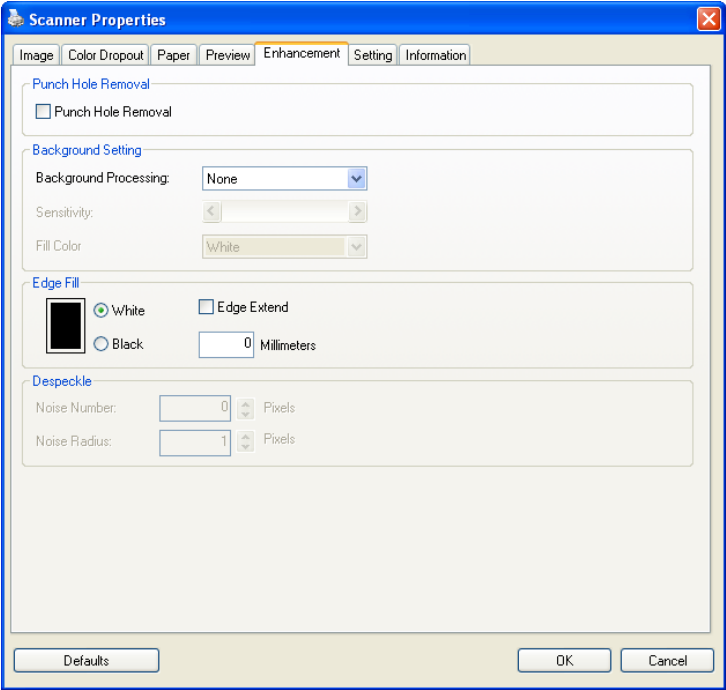 Scanner Properties
Image Color Dropout Paper Preview Enhancement Setting Information
Punch Hole Removal
Punch Hole Removal
Background Setting
Background Processing: None
Sensitivity:
Fill Color White
Edge Fill
White Edge Extend
Black 0 Millimeters
Despeckle
Noise Number: 0 Pixels
Noise Radius: 1 Pixels
Defaults OK Cancel